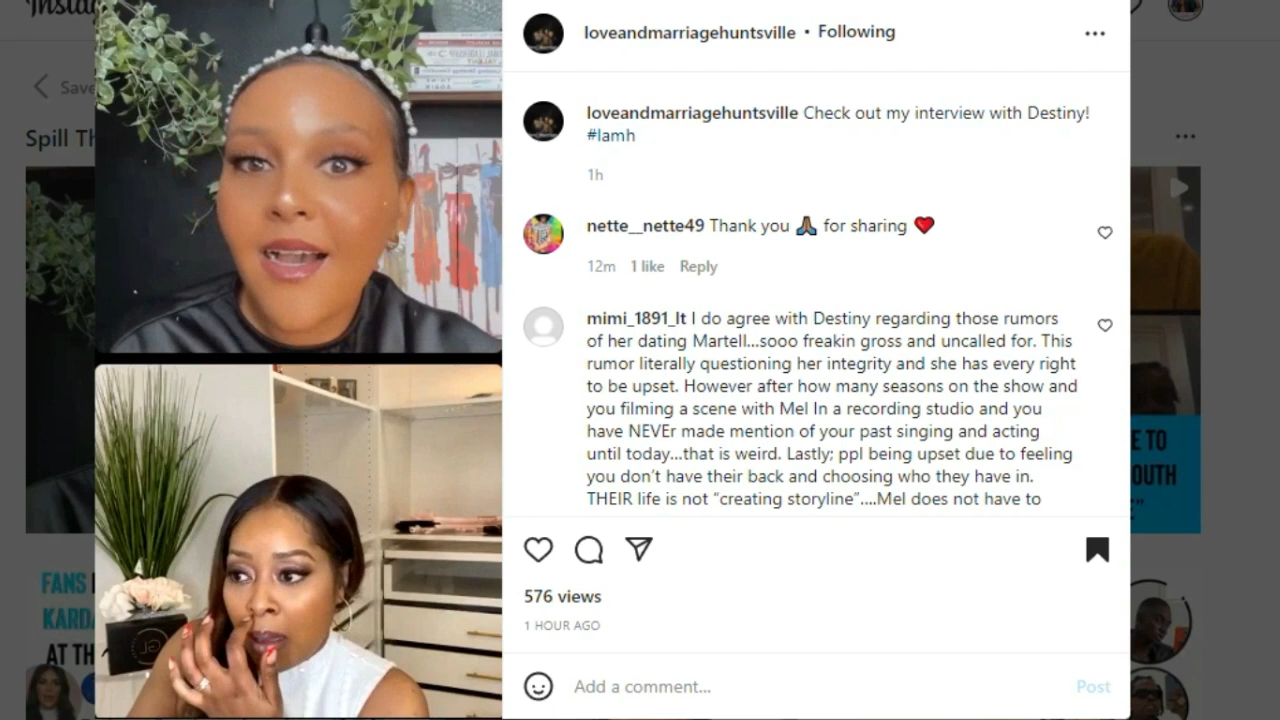 Save
Spill Th
loveandmarriagehuntsville • Following
loveandmarriagehuntsville Check out my interview with Destiny!
#lamh
1h
nette__nette49 Thank you 🙏🏽 for sharing ❤️
12m 1 like Reply
mimi_1891_lt I do agree with Destiny regarding those rumors
of her dating Martell...sooo freakin gross and uncalled for. This
rumor literally questioning her integrity and she has every right
to be upset. However after how many seasons on the show and
you filming a scene with Mel In a recording studio and you
have NEVEr made mention of your past singing and acting
until today...that is weird. Lastly; ppl being upset due to feeling
you don't have their back and choosing who they have in.
THEIR life is not "creating storyline"....Mel does not have to
576 views
1 HOUR AGO
Add a comment...
Post
FANS
KARDA
AT TH
E TO
OUTH